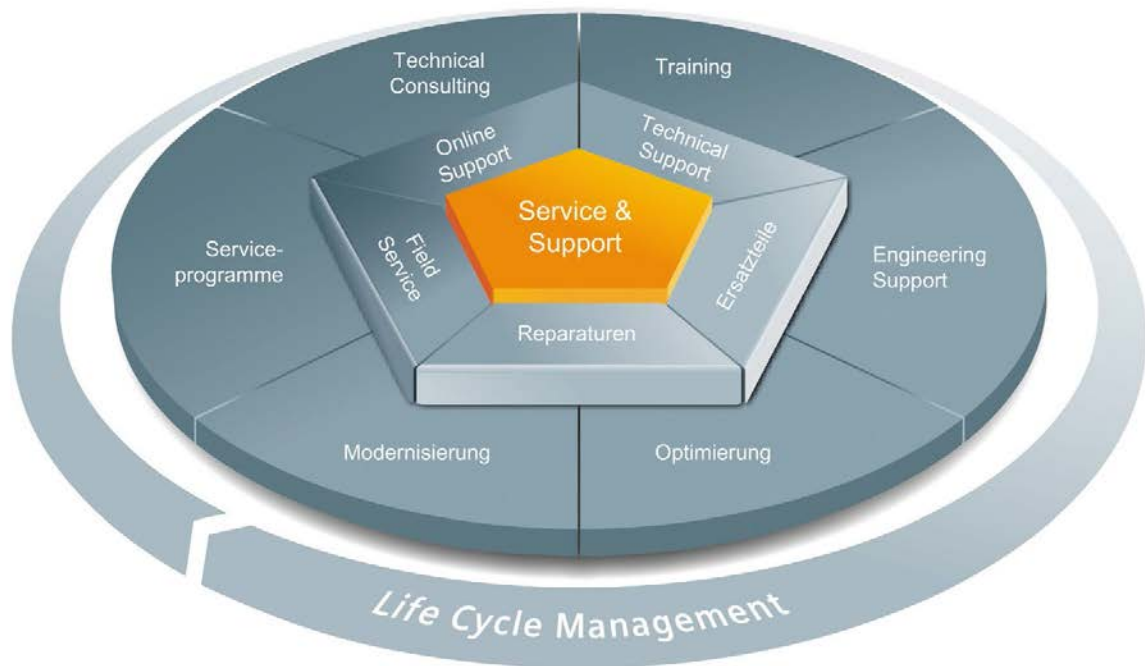 Technical
Consulting
Training
Online
Support
Technical
Support
Service &
Support
Service-
programme
Field
Service
Ersatzteile
Engineering
Support
Reparaturen
Modernisierung
Optimierung
Life Cycle Management